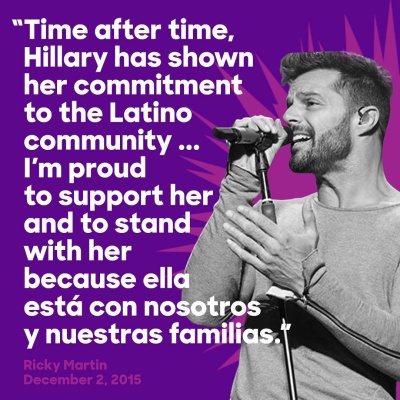 “Time after time,
Hillary has shown
her commitment
to the Latino
community ...
I’m proud
to support her
and to stand
with her
because ella
está con nosotros
y nuestras familias.”
Ricky Martin
December 2, 2015